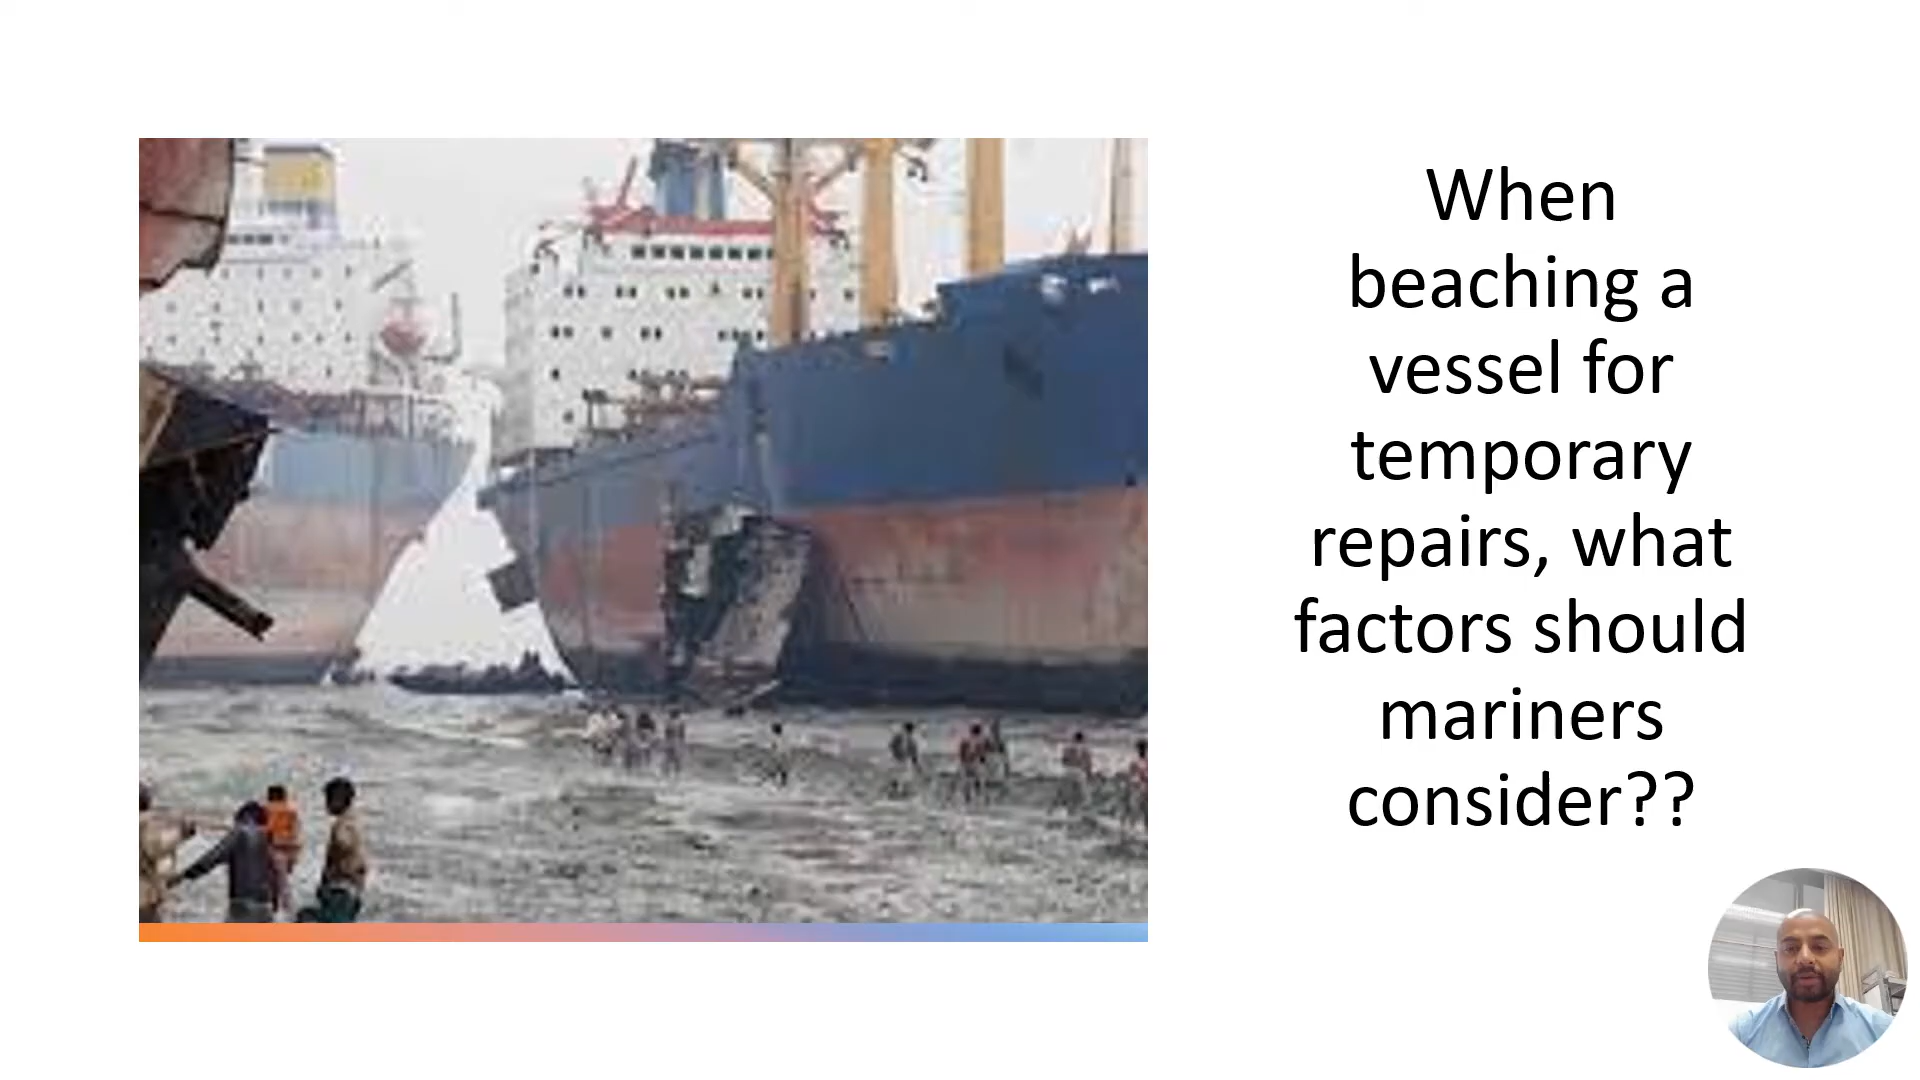 When
beaching a
vessel for
temporary
repairs, what
factors should
mariners
consider??